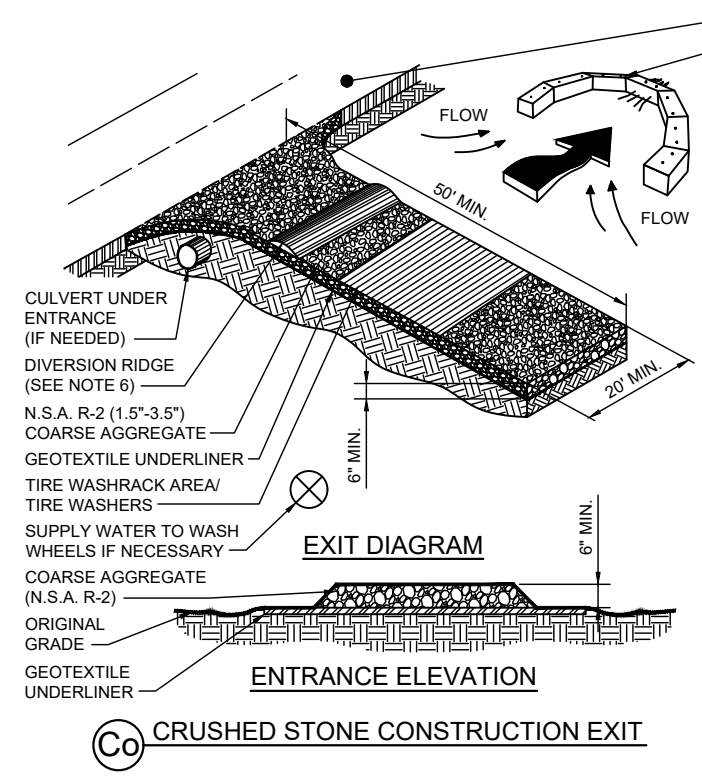 FLOW
50' MIN.
FLOW
CULVERT UNDER
ENTRANCE
(IF NEEDED)
DIVERSION RIDGE
(SEE NOTE 6)
N.S.A. R-2 (1.5"-3.5")
COARSE AGGREGATE
GEOTEXTILE UNDERLINER
TIRE WASHRACK AREA/
TIRE WASHERS
SUPPLY WATER TO WASH
WHEELS IF NECESSARY
20' MIN.
6" MIN.
EXIT DIAGRAM
6" MIN.
COARSE AGGREGATE
(N.S.A. R-2)
ORIGINAL
GRADE
GEOTEXTILE
UNDERLINER
ENTRANCE ELEVATION
Co CRUSHED STONE CONSTRUCTION EXIT